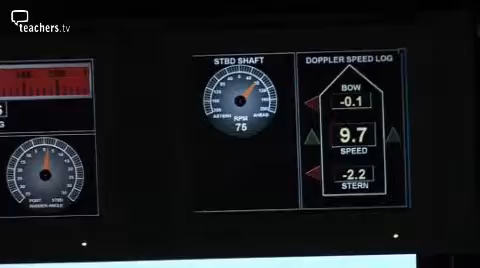 teachers.tv
STBD SHAFT
ASTERN
AHEAD
RPM
75
DOPPLER SPEED LOG
BOW
-0.1
9.7
SPEED
-2.2
STERN
PORT
STBD
RUDDER ANGLE